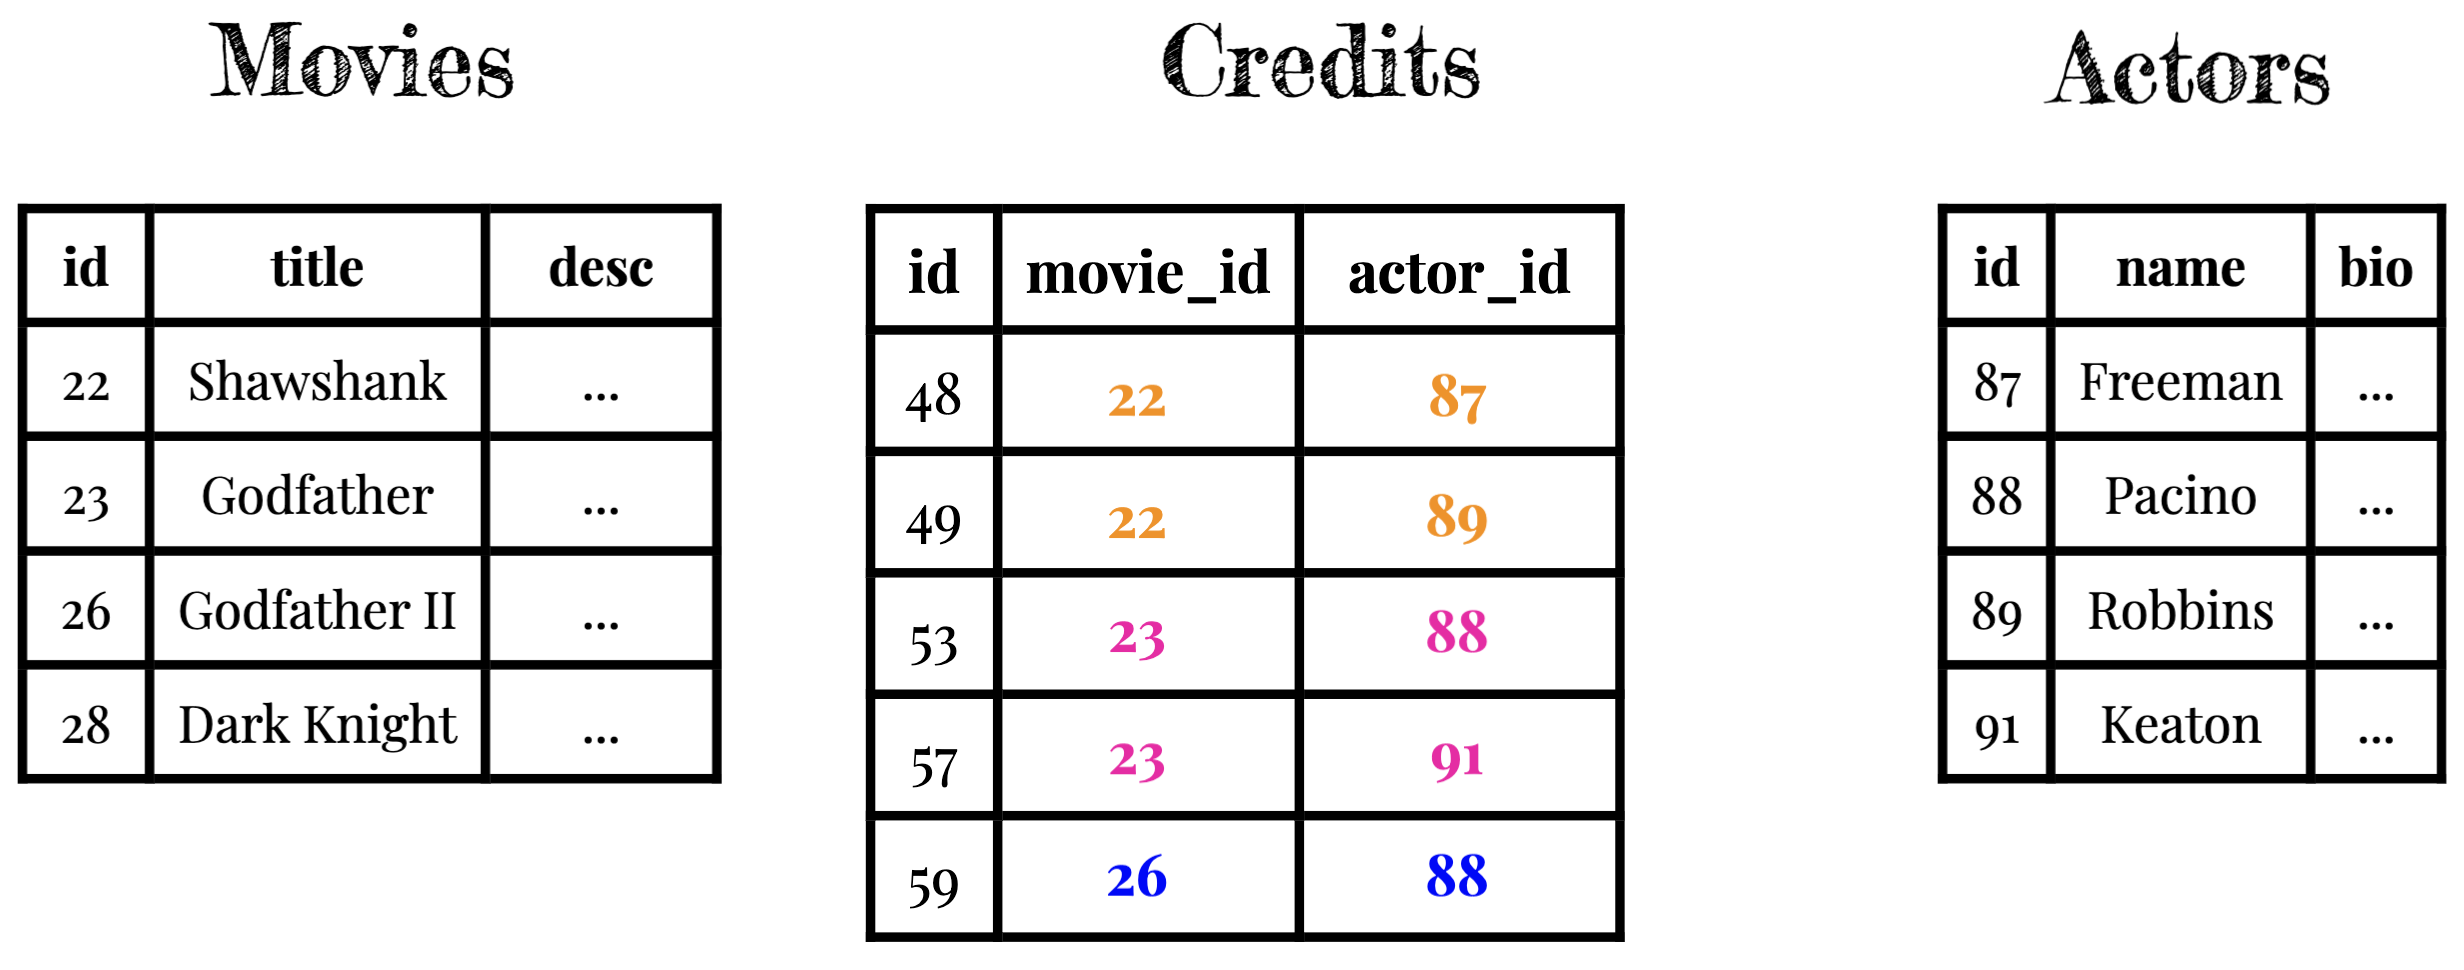 Movies
id title desc
22 Shawshank ...
23 Godfather ...
26 Godfather II ...
28 Dark Knight ...
Credits
id movie_id actor_id
48 22 87
49 22 89
53 23 88
57 23 91
59 26 88
Actors
id name bio
87 Freeman ...
88 Pacino ...
89 Robbins ...
91 Keaton ...